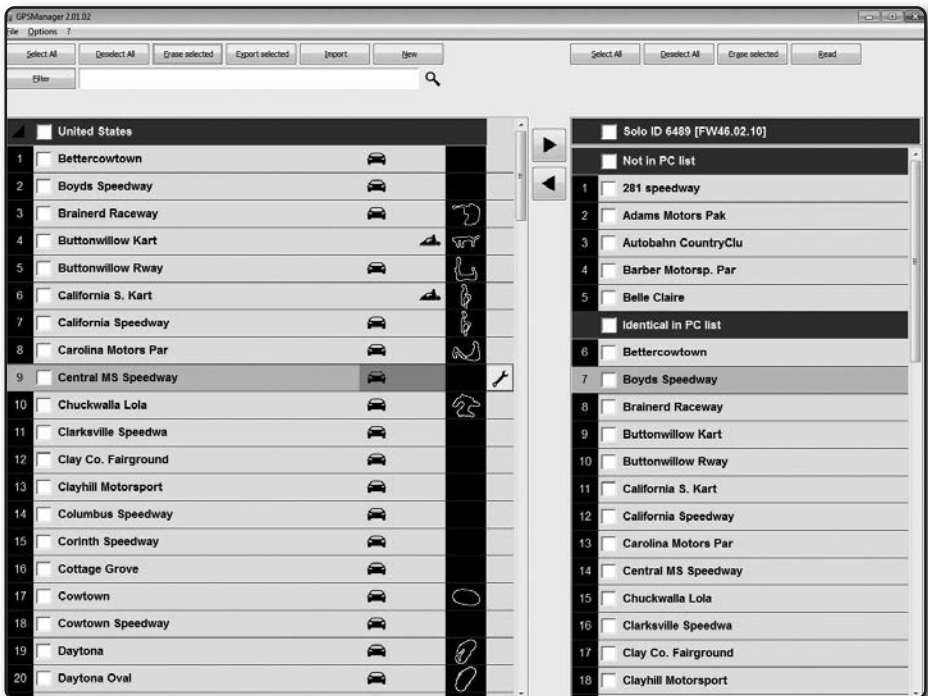 GPSManager 2.01.02
File Options ?
Select All Deselect All Erase selected Export selected Import New
Filter
United States
1 Bettercowtown
2 Boyds Speedway
3 Brainerd Raceway
4 Buttonwillow Kart
5 Buttonwillow Rway
6 California S. Kart
7 California Speedway
8 Carolina Motors Par
9 Central MS Speedway
10 Chuckwalla Lola
11 Clarksville Speedwa
12 Clay Co. Fairground
13 Clayhill Motorsport
14 Columbus Speedway
15 Corinth Speedway
16 Cottage Grove
17 Cowtown
18 Cowtown Speedway
19 Daytona
20 Daytona Oval
Select All Deselect All Erase selected Read
Solo ID 6489 [FW46.02.10]
Not in PC list
1 281 speedway
2 Adams Motors Pak
3 Autobahn CountryClu
4 Barber Motorsp. Par
5 Belle Claire
Identical in PC list
6 Bettercowtown
7 Boyds Speedway
8 Brainerd Raceway
9 Buttonwillow Kart
10 Buttonwillow Rway
11 California S. Kart
12 California Speedway
13 Carolina Motors Par
14 Central MS Speedway
15 Chuckwalla Lola
16 Clarksville Speedwa
17 Clay Co. Fairground
18 Clayhill Motorsport